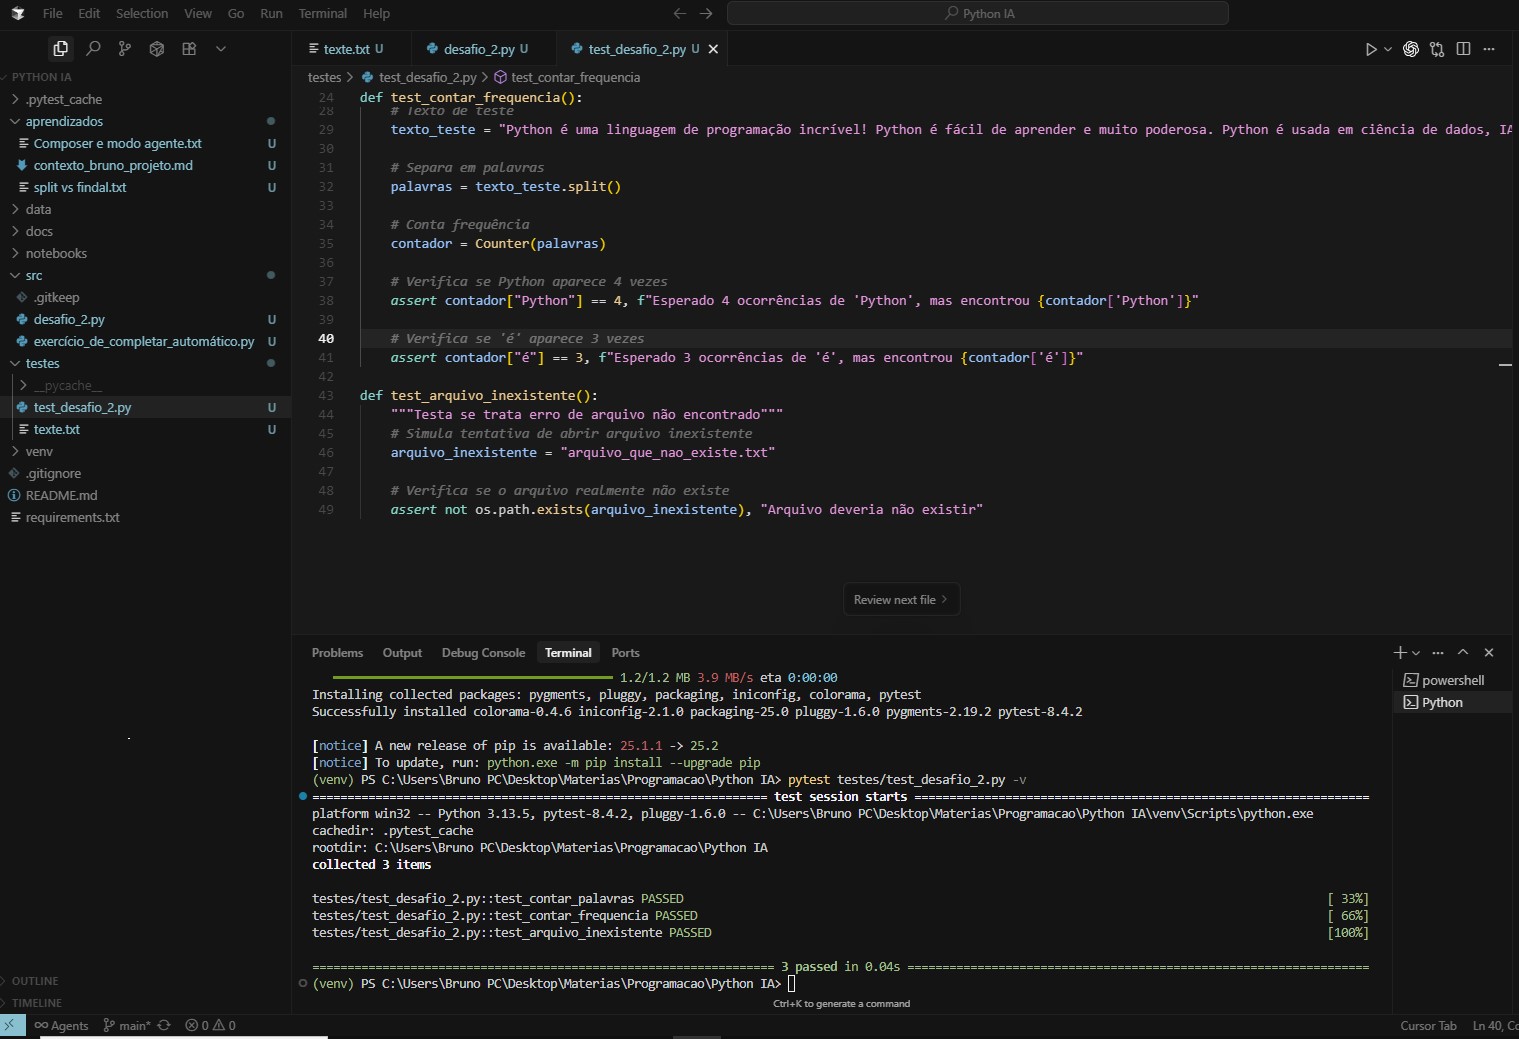 File Edit Selection View Go Run Terminal Help
Python IA
PYTHON IA
.pytest_cache
aprendizados
Composer e modo agente.txt U
contexto_bruno_projeto.md U
split vs findal.txt U
data
docs
notebooks
src
.gitkeep
desafio_2.py U
exercício_de_completar_automático.py U
testes
__pycache__
test_desafio_2.py U
texte.txt U
venv
.gitignore
README.md
requirements.txt
OUTLINE
TIMELINE
texte.txt U desafio_2.py U test_desafio_2.py U
testes > test_desafio_2.py > test_contar_frequencia
24 def test_contar_frequencia():
28 # Texto de teste
29 texto_teste = "Python é uma linguagem de programação incrível! Python é fácil de aprender e muito poderosa. Python é usada em ciência de dados, IA
30
31 # Separa em palavras
32 palavras = texto_teste.split()
33
34 # Conta frequência
35 contador = Counter(palavras)
36
37 # Verifica se Python aparece 4 vezes
38 assert contador["Python"] == 4, f"Esperado 4 ocorrências de 'Python', mas encontrou {contador['Python']}"
39
40 # Verifica se 'é' aparece 3 vezes
41 assert contador["é"] == 3, f"Esperado 3 ocorrências de 'é', mas encontrou {contador['é']}"
42
43 def test_arquivo_inexistente():
44 """Testa se trata erro de arquivo não encontrado"""
45 # Simula tentativa de abrir arquivo inexistente
46 arquivo_inexistente = "arquivo_que_nao_existe.txt"
47
48 # Verifica se o arquivo realmente não existe
49 assert not os.path.exists(arquivo_inexistente), "Arquivo deveria não existir"
Review next file >
Problems Output Debug Console Terminal Ports
1.2/1.2 MB 3.9 MB/s eta 0:00:00
Installing collected packages: pygments, pluggy, packaging, iniconfig, colorama, pytest
Successfully installed colorama-0.4.6 iniconfig-2.1.0 packaging-25.0 pluggy-1.6.0 pygments-2.19.2 pytest-8.4.2
[notice] A new release of pip is available: 25.1.1 -> 25.2
[notice] To update, run: python.exe -m pip install --upgrade pip
(venv) PS C:\Users\Bruno PC\Desktop\Materias\Programacao\Python IA> pytest testes/test_desafio_2.py -v
test session starts
platform win32 -- Python 3.13.5, pytest-8.4.2, pluggy-1.6.0 -- C:\Users\Bruno PC\Desktop\Materias\Programacao\Python IA\venv\Scripts\python.exe
cachedir: .pytest_cache
rootdir: C:\Users\Bruno PC\Desktop\Materias\Programacao\Python IA
collected 3 items
testes/test_desafio_2.py::test_contar_palavras PASSED [ 33%]
testes/test_desafio_2.py::test_contar_frequencia PASSED [ 66%]
testes/test_desafio_2.py::test_arquivo_inexistente PASSED [100%]
3 passed in 0.04s
(venv) PS C:\Users\Bruno PC\Desktop\Materias\Programacao\Python IA>
Ctrl+K to generate a command
powershell
Python
Agents main* 0 0
Cursor Tab Ln 40, Co